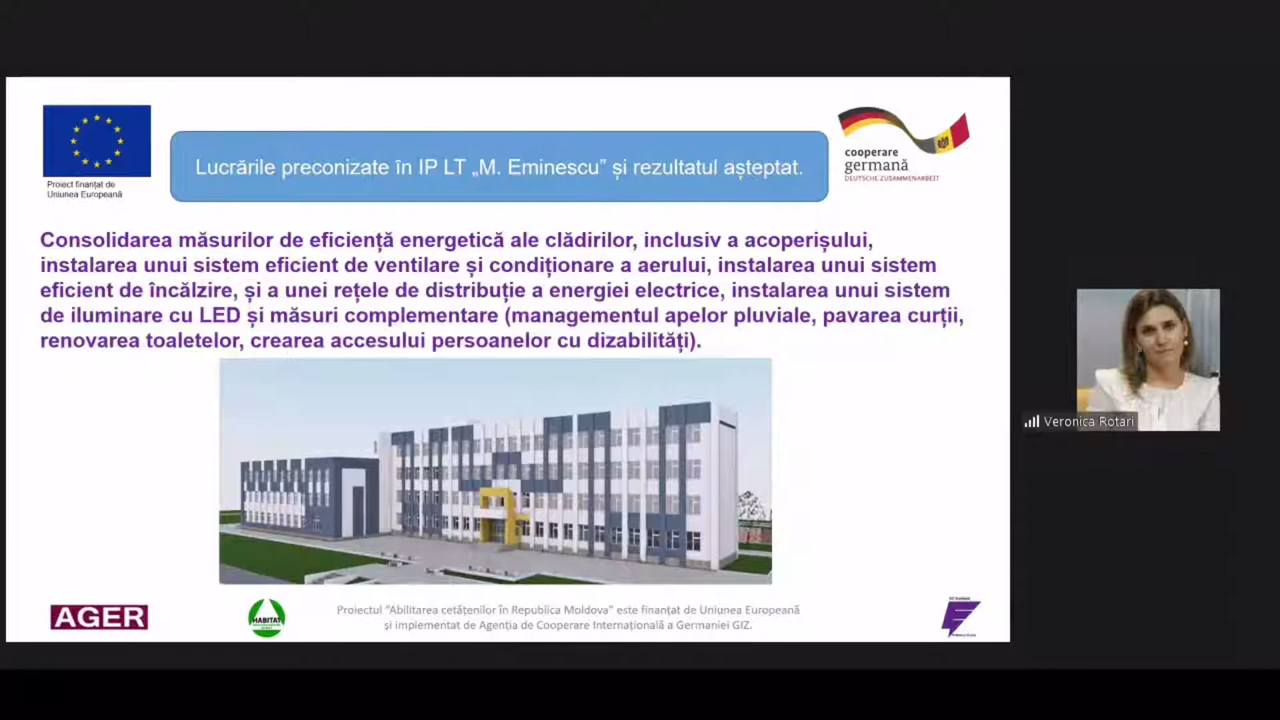 Proiect finanțat de
Uniunea Europeană
Lucrările preconizate în IP LT „M. Eminescu” și rezultatul așteptat.
cooperare
germană
DEUTSCHE ZUSAMMENARBEIT
Consolidarea măsurilor de eficiență energetică ale clădirilor, inclusiv a acoperișului,
instalarea unui sistem eficient de ventilare și condiționare a aerului, instalarea unui sistem
eficient de încălzire, și a unei rețele de distribuție a energiei electrice, instalarea unui sistem
de iluminare cu LED și măsuri complementare (managementul apelor pluviale, pavarea curții,
renovarea toaletelor, crearea accesului persoanelor cu dizabilități).
Veronica Rotari
AGER
HABITAT
Proiectul "Abilitarea cetățenilor în Republica Moldova" este finanțat de Uniunea Europeană
și implementat de Agenția de Cooperare Internațională a Germaniei GIZ.